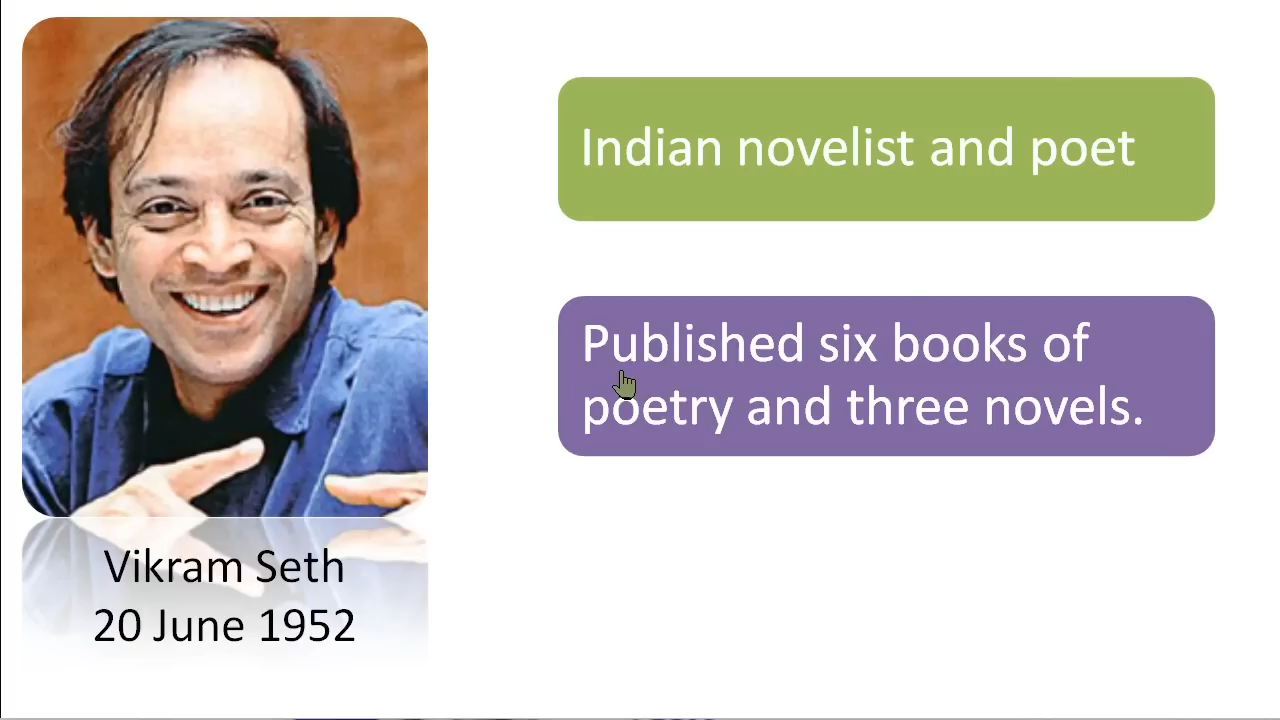 Indian novelist and poet
Published six books of
poetry and three novels.
Vikram Seth
20 June 1952